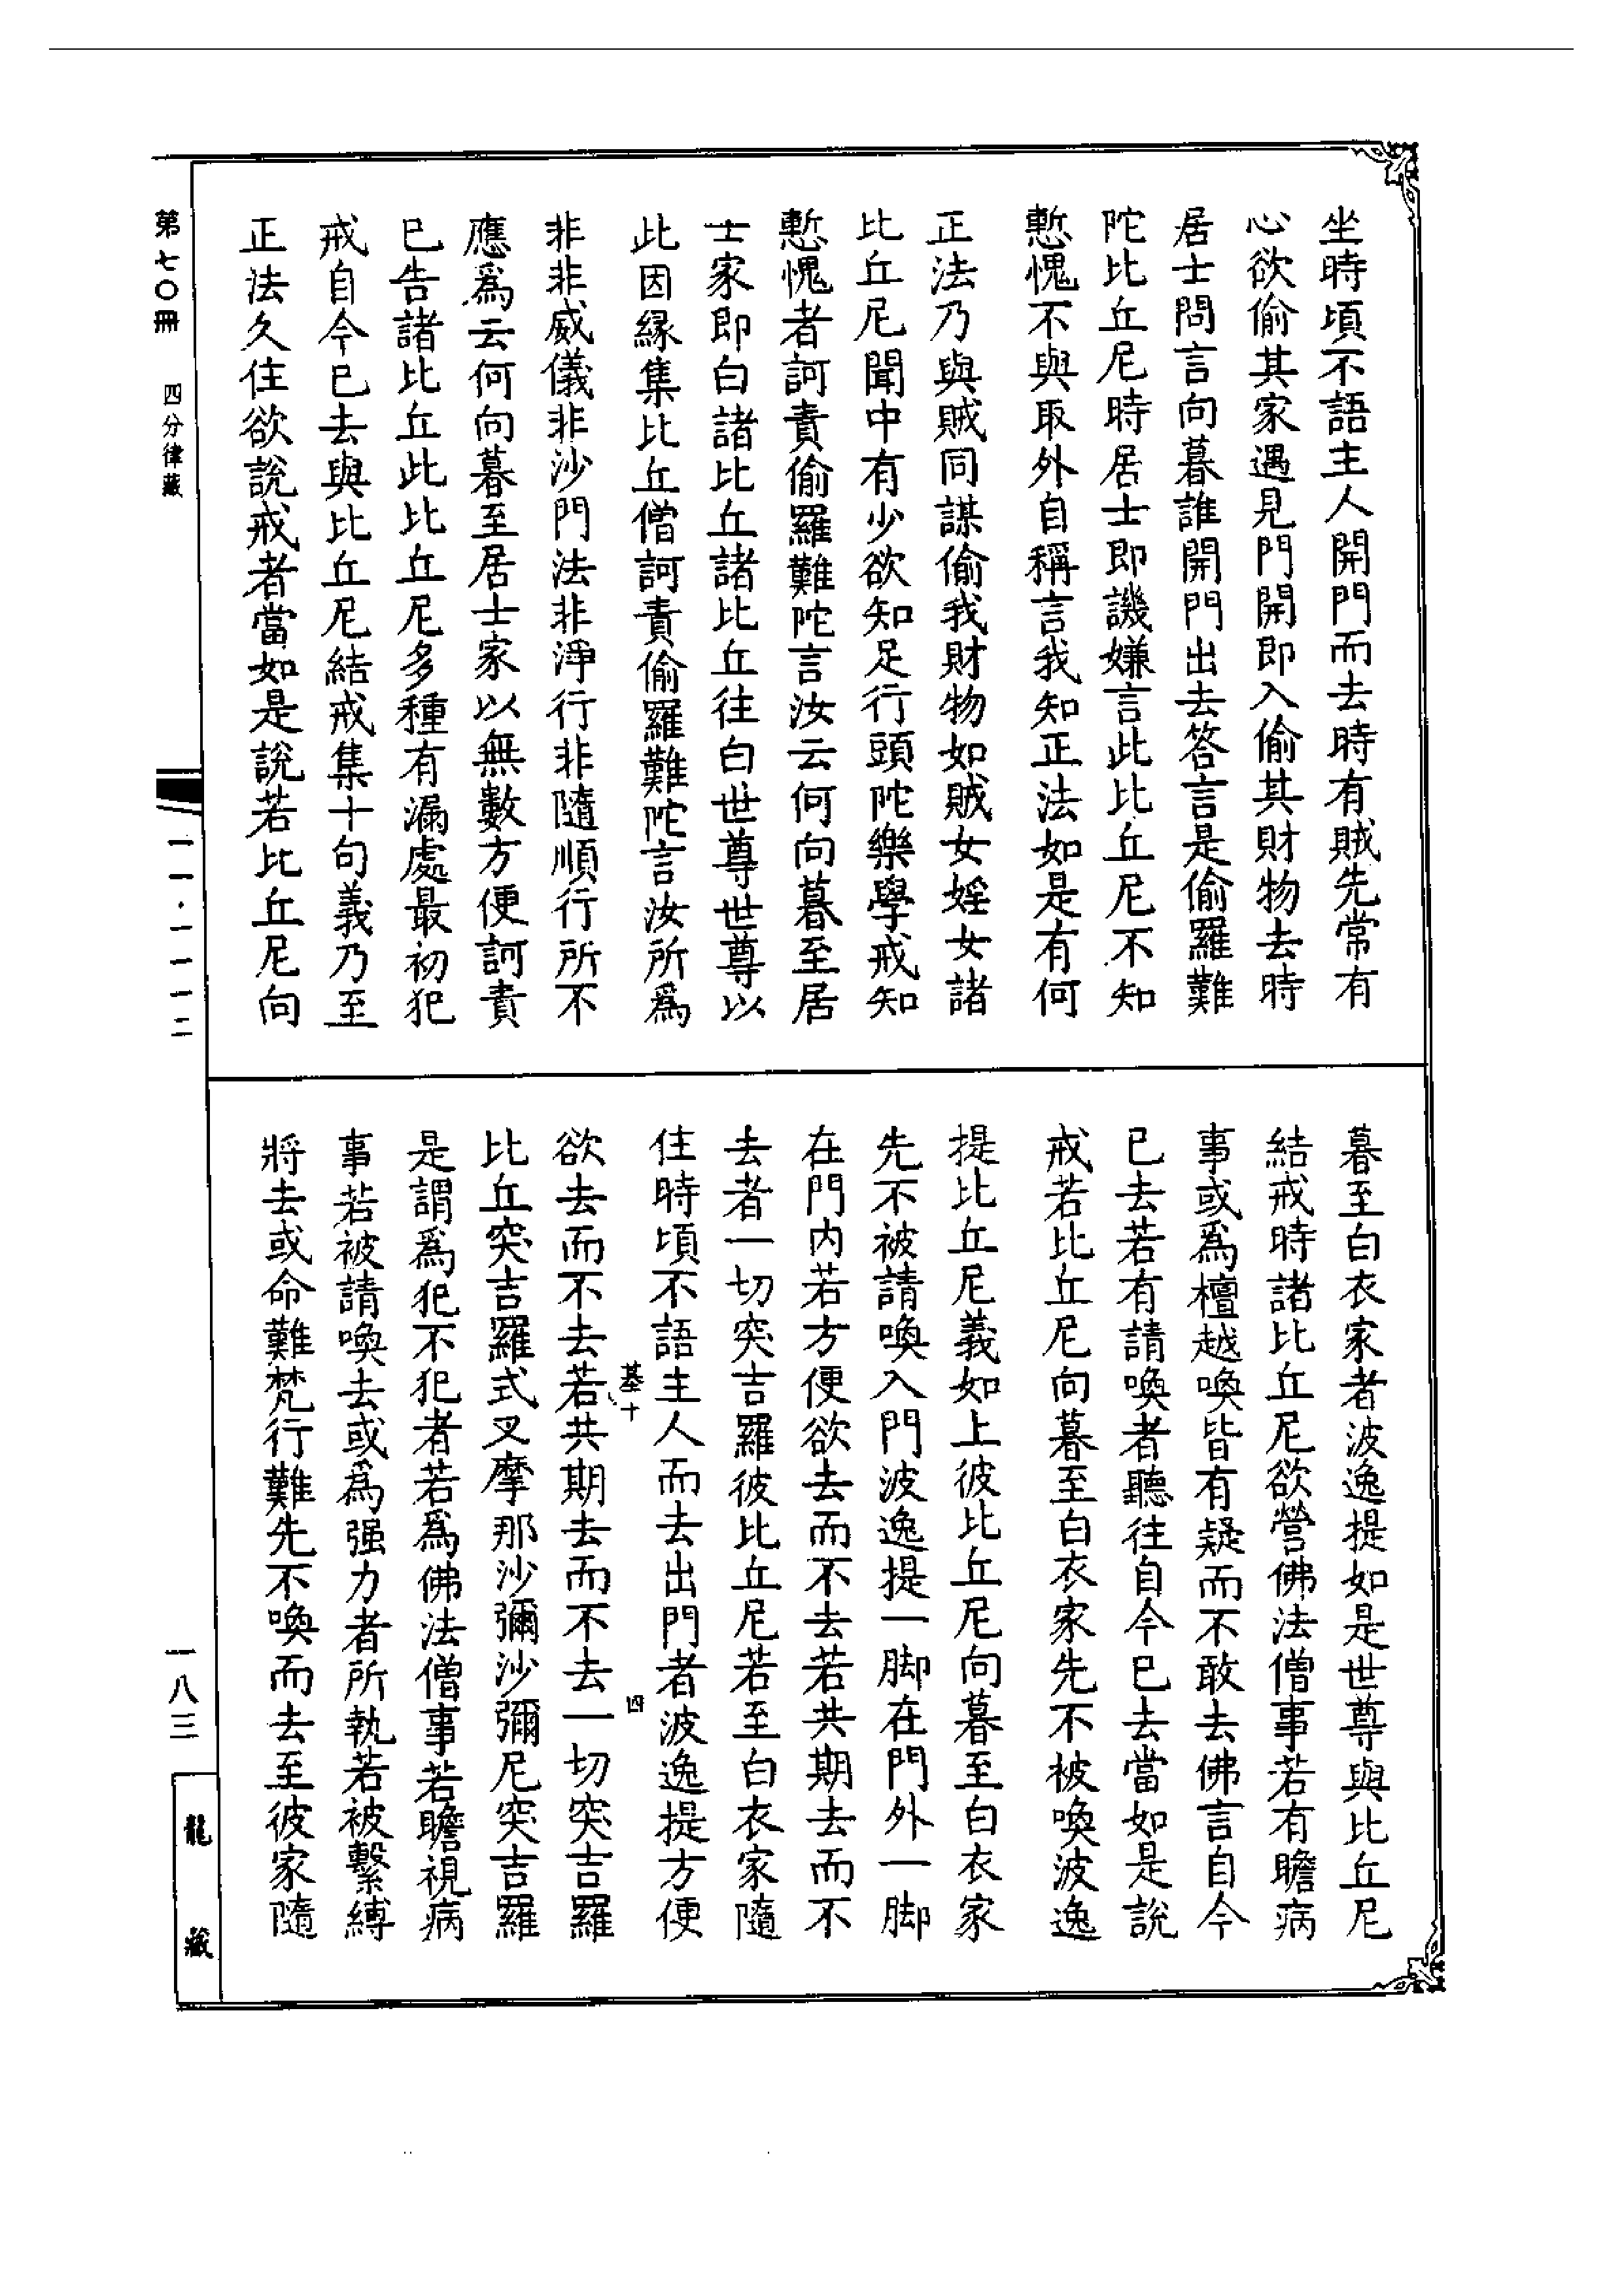 坐時頃不語主人開門而去時有賊先常有
心欲偷其家遇見門開即入偷其財物去時
居士問言向暮誰開門出去答言是偷羅難
陀比丘尼時居士即譏嫌言此比丘尼不知
慙愧不與取外自稱言我知正法如是有何
正法乃與賊同謀偷我財物如賊女婬女諸
比丘尼聞中有少欲知足行頭陀樂學戒知
慙愧者訶責偷羅難陀言汝云何向暮至居
士家即白諸比丘諸比丘往白世尊世尊以
此因緣集比丘僧訶責偷羅難陀言汝所爲
非非威儀非沙門法非淨行非隨順行所不
應爲云何向暮至居士家以無數方便訶責
已告諸比丘此比丘尼多種有漏處最初犯
戒自今已去與比丘尼結戒集十句義乃至
正法久住欲說戒者當如是說若比丘尼向
暮至白衣家者波逸提如是世尊與比丘尼
結戒時諸比丘尼欲營佛法僧事若有瞻病
事或爲檀越喚皆有疑而不敢去佛言自今
已去若有請喚者聽往自今已去當如是說
戒若比丘尼向暮至白衣家先不被喚波逸
提比丘尼義如上彼比丘尼向暮至白衣家
先不被請喚入門波逸提一脚在門外一脚
在門内若方便欲去而不去若共期去而不
去者一切突吉羅彼比丘尼若至白衣家隨
住時頃不語主人而去出門者波逸提方便
欲去而不去若共期去而不去一切突吉羅
比丘突吉羅式叉摩那沙彌沙彌尼突吉羅
是謂爲犯不犯者若爲佛法僧事若瞻視病
事若被請喚去或爲强力者所執若被繫縛
將去或命難梵行難先不喚而去至彼家隨
第七〇冊 四分律藏
一一·一一一二
一八三
龍藏
四